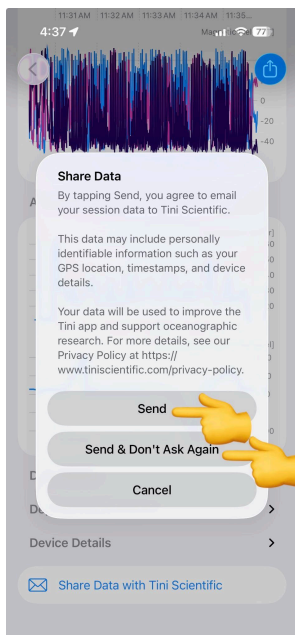 11:31 AM 11:32 AM 11:33 AM 11:34 AM 11:35...
4:37
77
0
-20
-40
Share Data
By tapping Send, you agree to email
your session data to Tini Scientific.
This data may include personally
identifiable information such as your
GPS location, timestamps, and device
details.
Your data will be used to improve the
Tini app and support oceanographic
research. For more details, see our
Privacy Policy at https://
www.tiniscientific.com/privacy-policy.
Send
Send & Don't Ask Again
Cancel
Device Details
Share Data with Tini Scientific